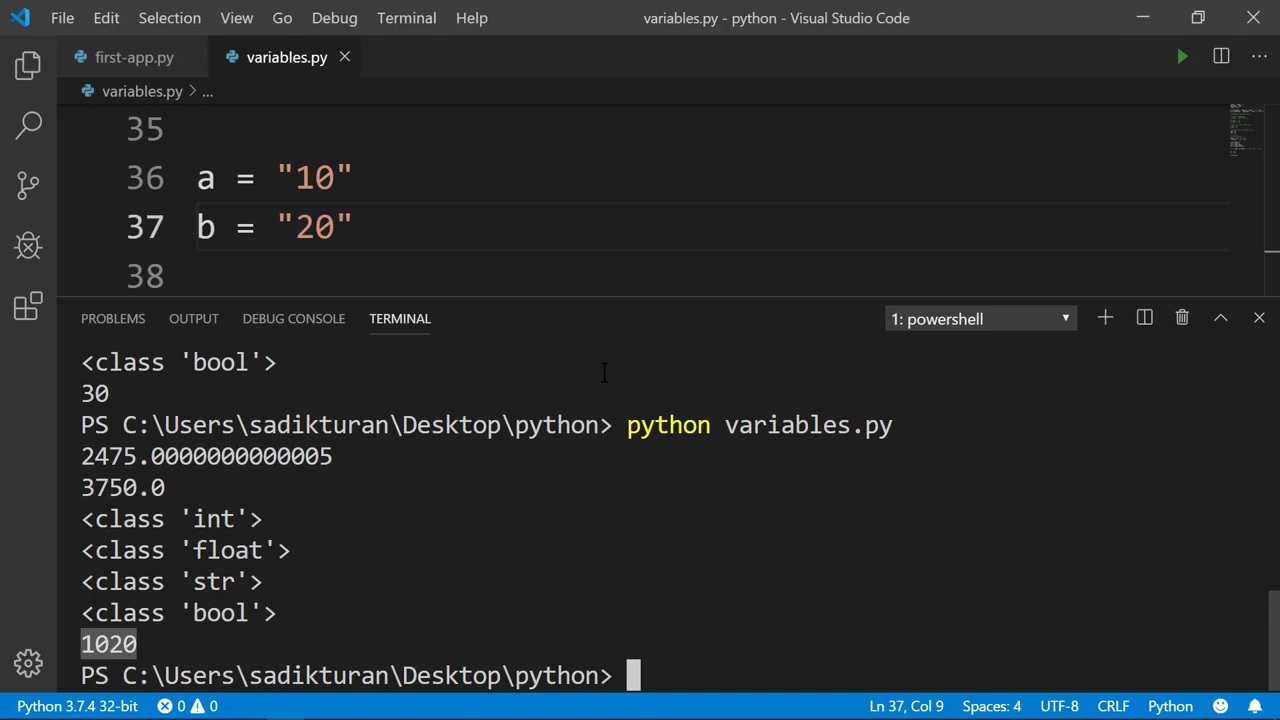 File Edit Selection View Go Debug Terminal Help variables.py - python - Visual Studio Code
first-app.py variables.py
variables.py > ...
35
36 a = "10"
37 b = "20"
38
PROBLEMS OUTPUT DEBUG CONSOLE TERMINAL 1: powershell
<class 'bool'>
30
PS C:\Users\sadikturan\Desktop\python> python variables.py
2475.0000000000005
3750.0
<class 'int'>
<class 'float'>
<class 'str'>
<class 'bool'>
1020
PS C:\Users\sadikturan\Desktop\python>
Python 3.7.4 32-bit 0 0 Ln 37, Col 9 Spaces: 4 UTF-8 CRLF Python